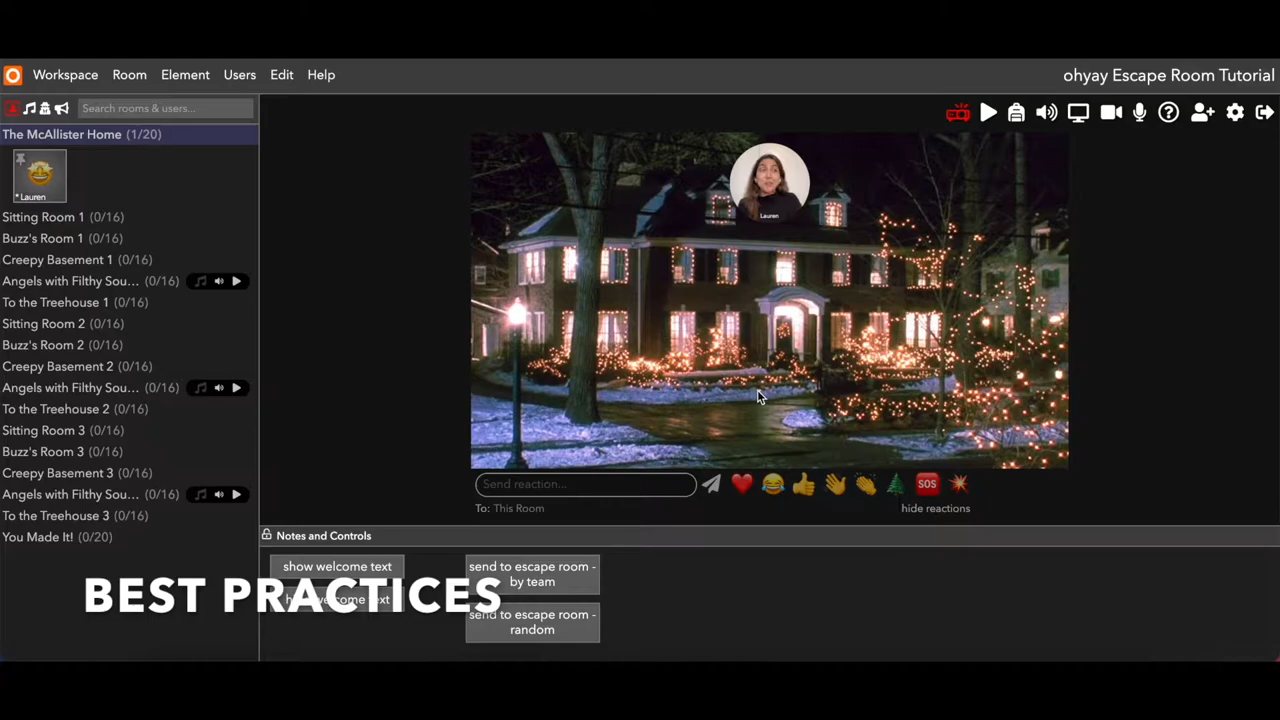 Workspace Room Element Users Edit Help
ohyay Escape Room Tutorial
Search rooms & users...
The McAllister Home (1/20)
* Lauren
Sitting Room 1 (0/16)
Buzz's Room 1 (0/16)
Creepy Basement 1 (0/16)
Angels with Filthy Sou... (0/16)
To the Treehouse 1 (0/16)
Sitting Room 2 (0/16)
Buzz's Room 2 (0/16)
Creepy Basement 2 (0/16)
Angels with Filthy Sou... (0/16)
To the Treehouse 2 (0/16)
Sitting Room 3 (0/16)
Buzz's Room 3 (0/16)
Creepy Basement 3 (0/16)
Angels with Filthy Sou... (0/16)
To the Treehouse 3 (0/16)
You Made It! (0/20)
Lauren
Send reaction...
SOS
To: This Room
hide reactions
Notes and Controls
show welcome text
send to escape room -
by team
send to escape room -
random
BEST PRACTICES